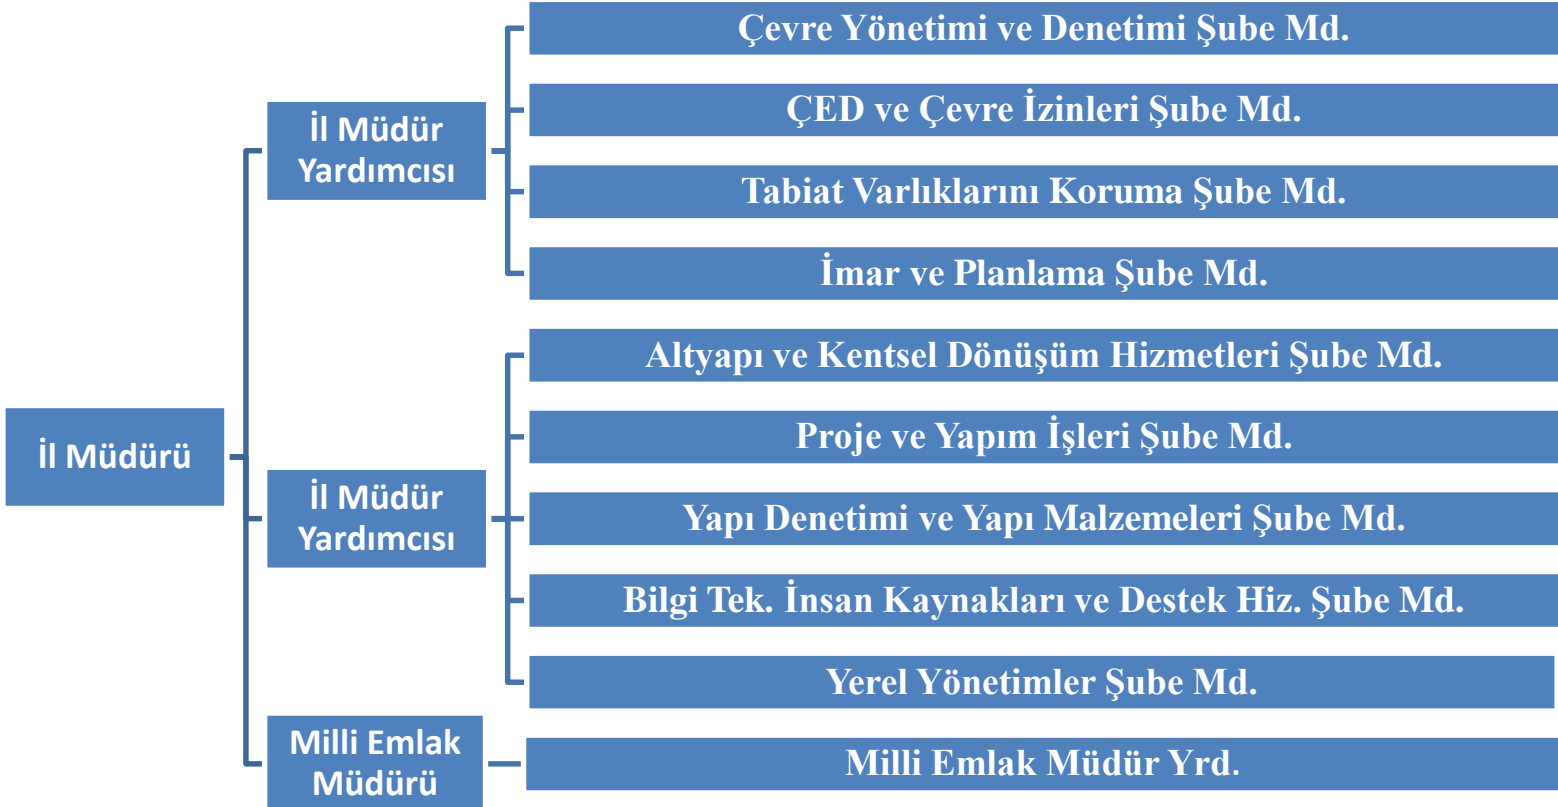 İl Müdürü
İl Müdür
Yardımcısı
Çevre Yönetimi ve Denetimi Şube Md.
ÇED ve Çevre İzinleri Şube Md.
Tabiat Varlıklarını Koruma Şube Md.
İmar ve Planlama Şube Md.
İl Müdür
Yardımcısı
Altyapı ve Kentsel Dönüşüm Hizmetleri Şube Md.
Proje ve Yapım İşleri Şube Md.
Yapı Denetimi ve Yapı Malzemeleri Şube Md.
Bilgi Tek. İnsan Kaynakları ve Destek Hiz. Şube Md.
Yerel Yönetimler Şube Md.
Milli Emlak
Müdürü
Milli Emlak Müdür Yrd.